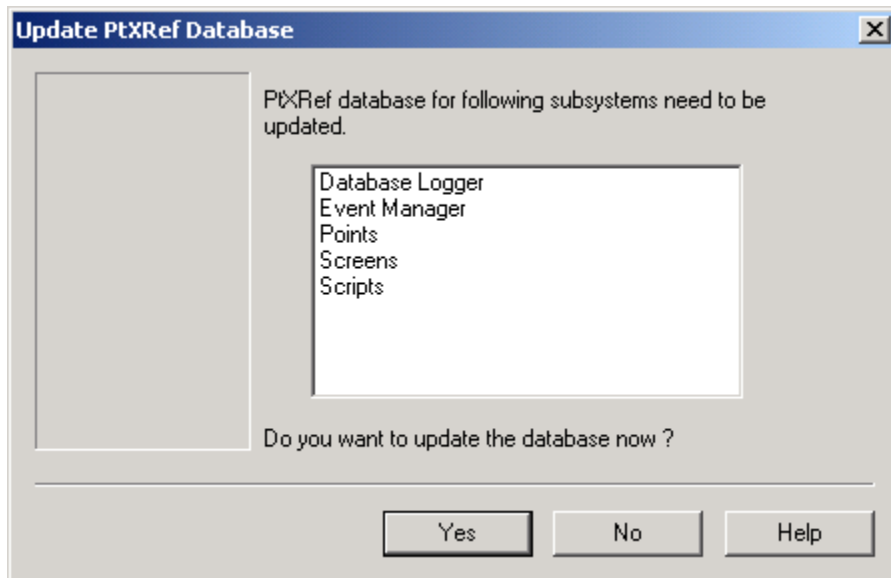 Update PtXRef Database
PtXRef database for following subsystems need to be
updated.
Database Logger
Event Manager
Points
Screens
Scripts
Do you want to update the database now ?
Yes
No
Help